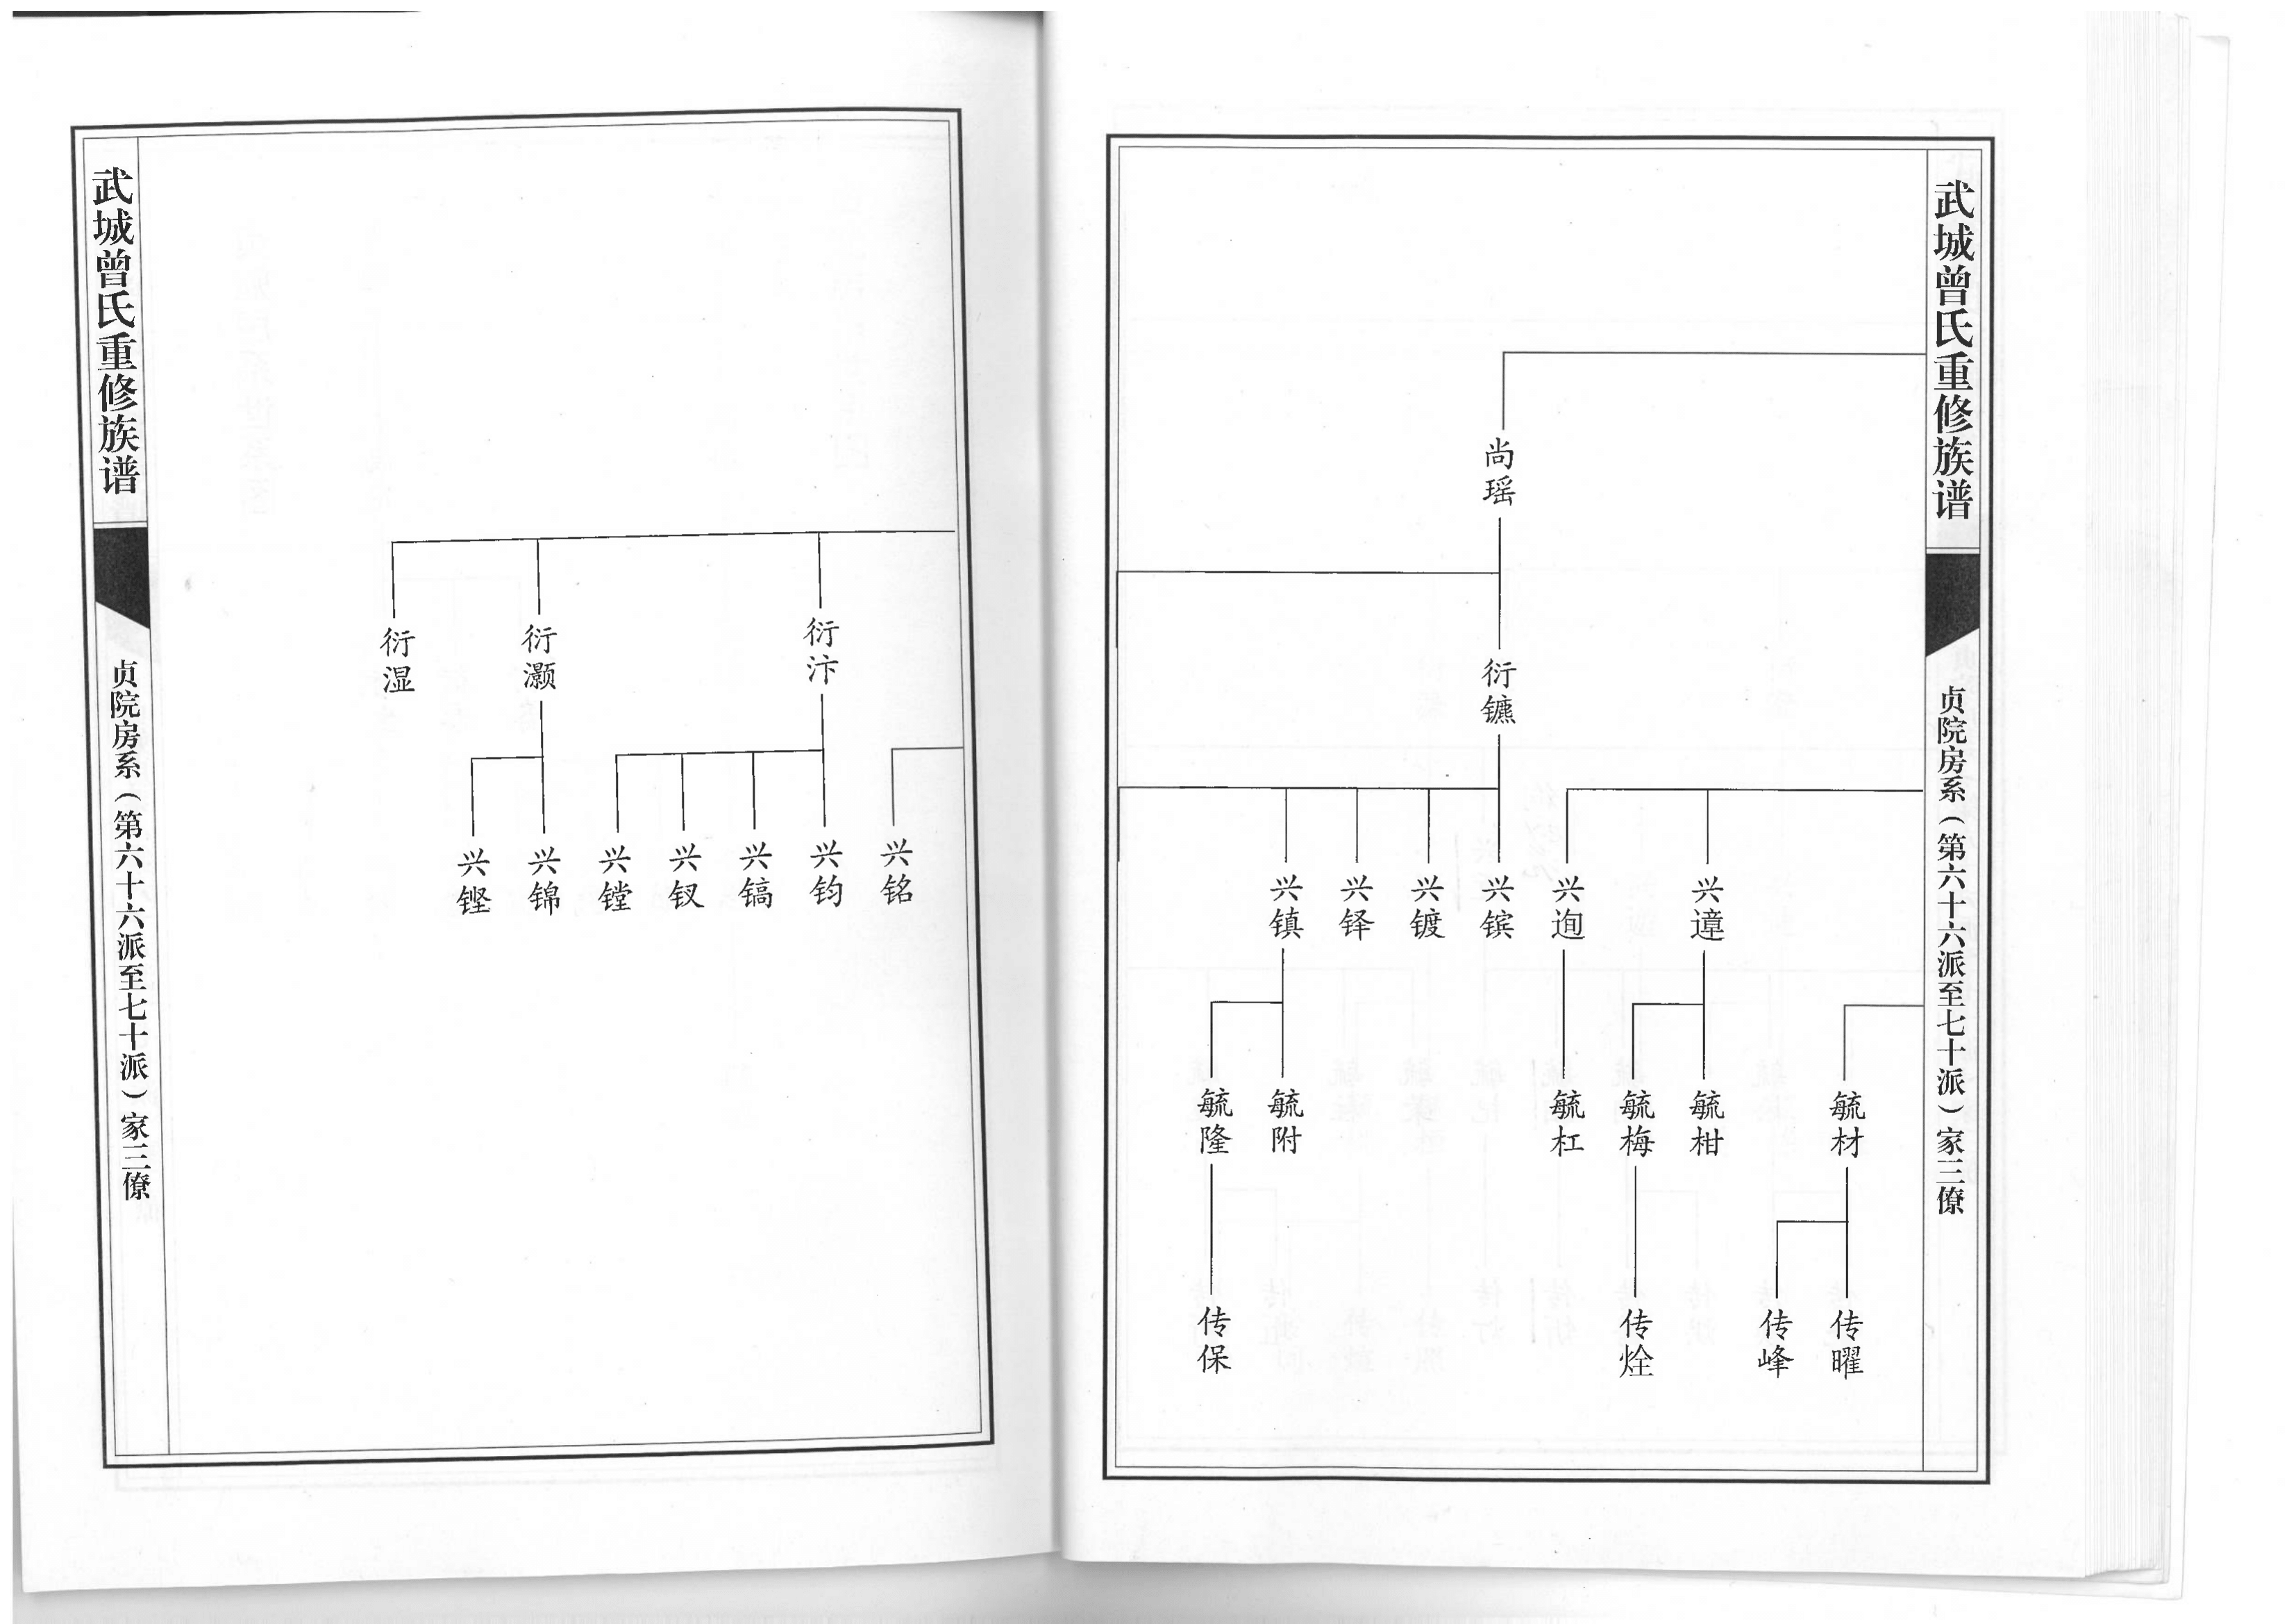 武城曾氏重修族谱
贞院房系（第六十六派至七十派）家三僚
尚瑶
衍镳
兴遧
兴迿
兴镔
兴镀
兴铎
兴镇
毓材
毓柑
毓梅
毓杠
毓附
毓隆
传曜
传峰
传烇
传保
武城曾氏重修族谱
贞院房系（第六十六派至七十派）家三僚
衍汴
衍灏
衍湿
兴铭
兴钧
兴镐
兴钗
兴镗
兴锦
兴铿